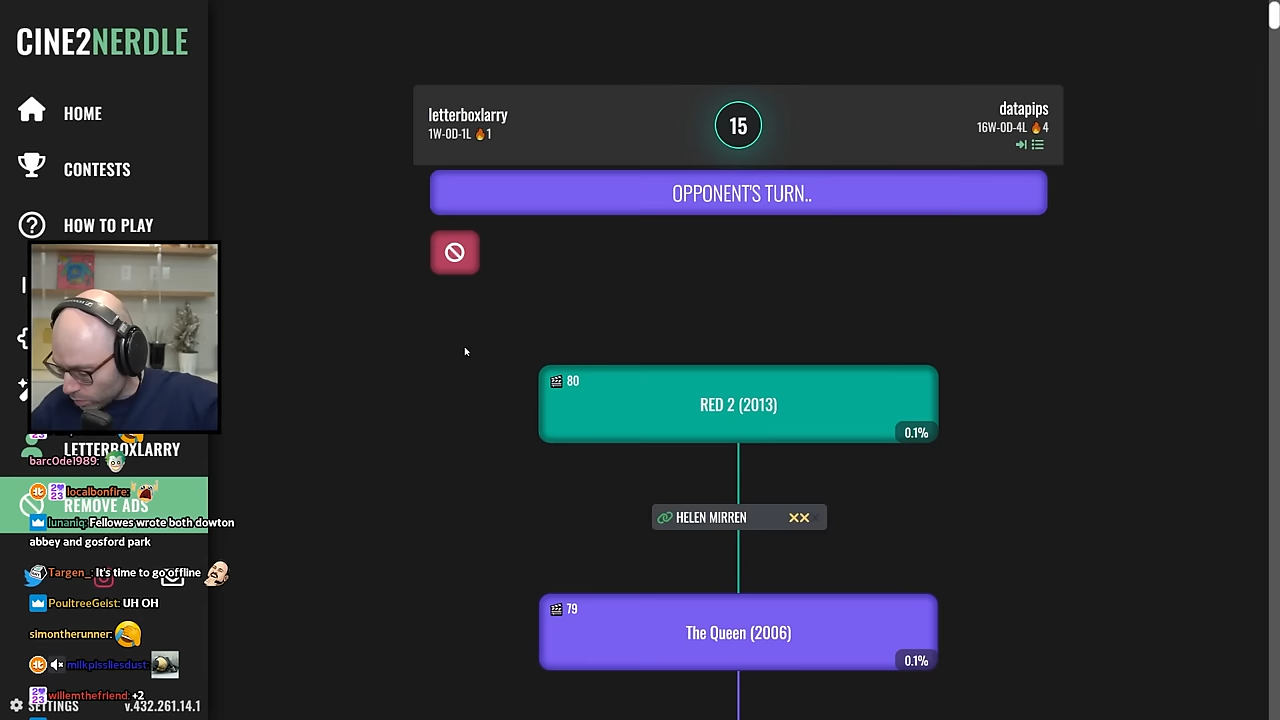 CINE2NERDLE
HOME
CONTESTS
HOW TO PLAY
LETTERBOXLARRY
REMOVE ADS
SETTINGS
v.432.261.14.1
barc0de1989:
localbonfire:
lunaniq: Fellowes wrote both dowton
abbey and gosford park
Targen_: It's time to go offline
PoultreeGeist: UH OH
simontherunner:
milkpissliesdust:
willemthefriend: +2
letterboxlarry
1W-0D-1L 🔥1
15
datapips
16W-0D-4L 🔥4
OPPONENT'S TURN..
80
RED 2 (2013)
0.1%
HELEN MIRREN
79
The Queen (2006)
0.1%